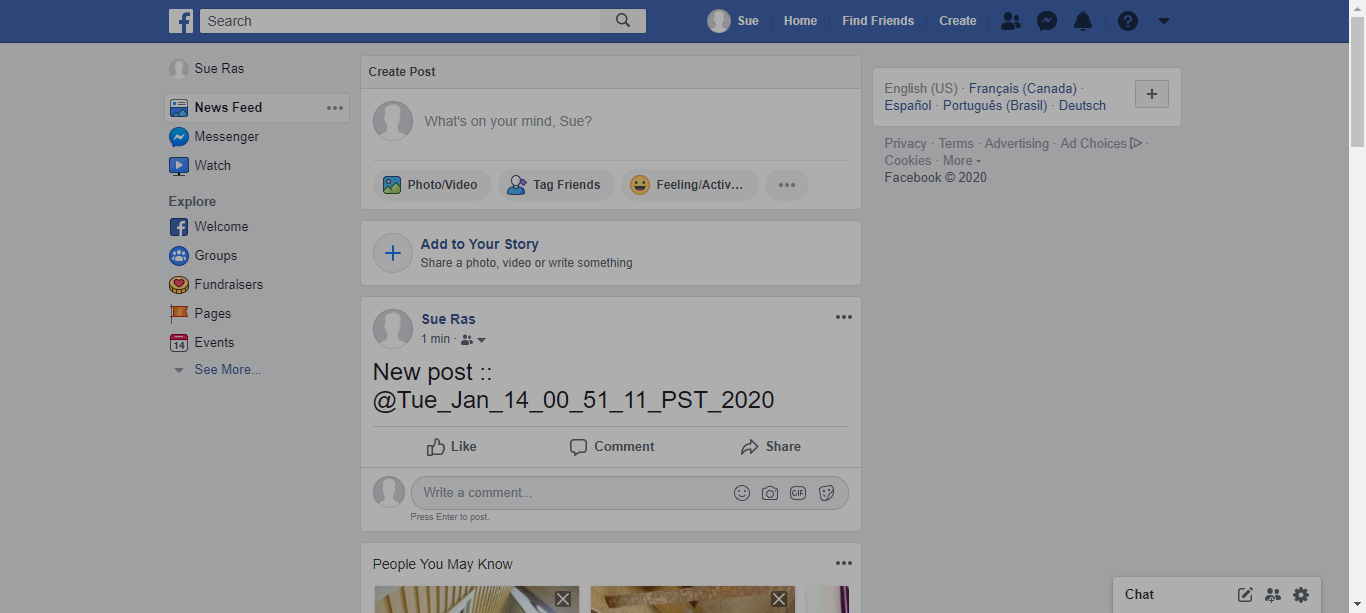 Search
Sue
Home
Find Friends
Create
Sue Ras
News Feed
Messenger
Watch
Explore
Welcome
Groups
Fundraisers
Pages
14
Events
See More...
Create Post
What's on your mind, Sue?
Photo/Video
Tag Friends
Feeling/Activ...
Add to Your Story
Share a photo, video or write something
Sue Ras
1 min ·
New post ::
@Tue_Jan_14_00_51_11_PST_2020
Like
Comment
Share
Write a comment...
GIF
Press Enter to post.
People You May Know
English (US) · Français (Canada) ·
Español · Português (Brasil) · Deutsch
Privacy · Terms · Advertising · Ad Choices ·
Cookies · More
Facebook © 2020
Chat